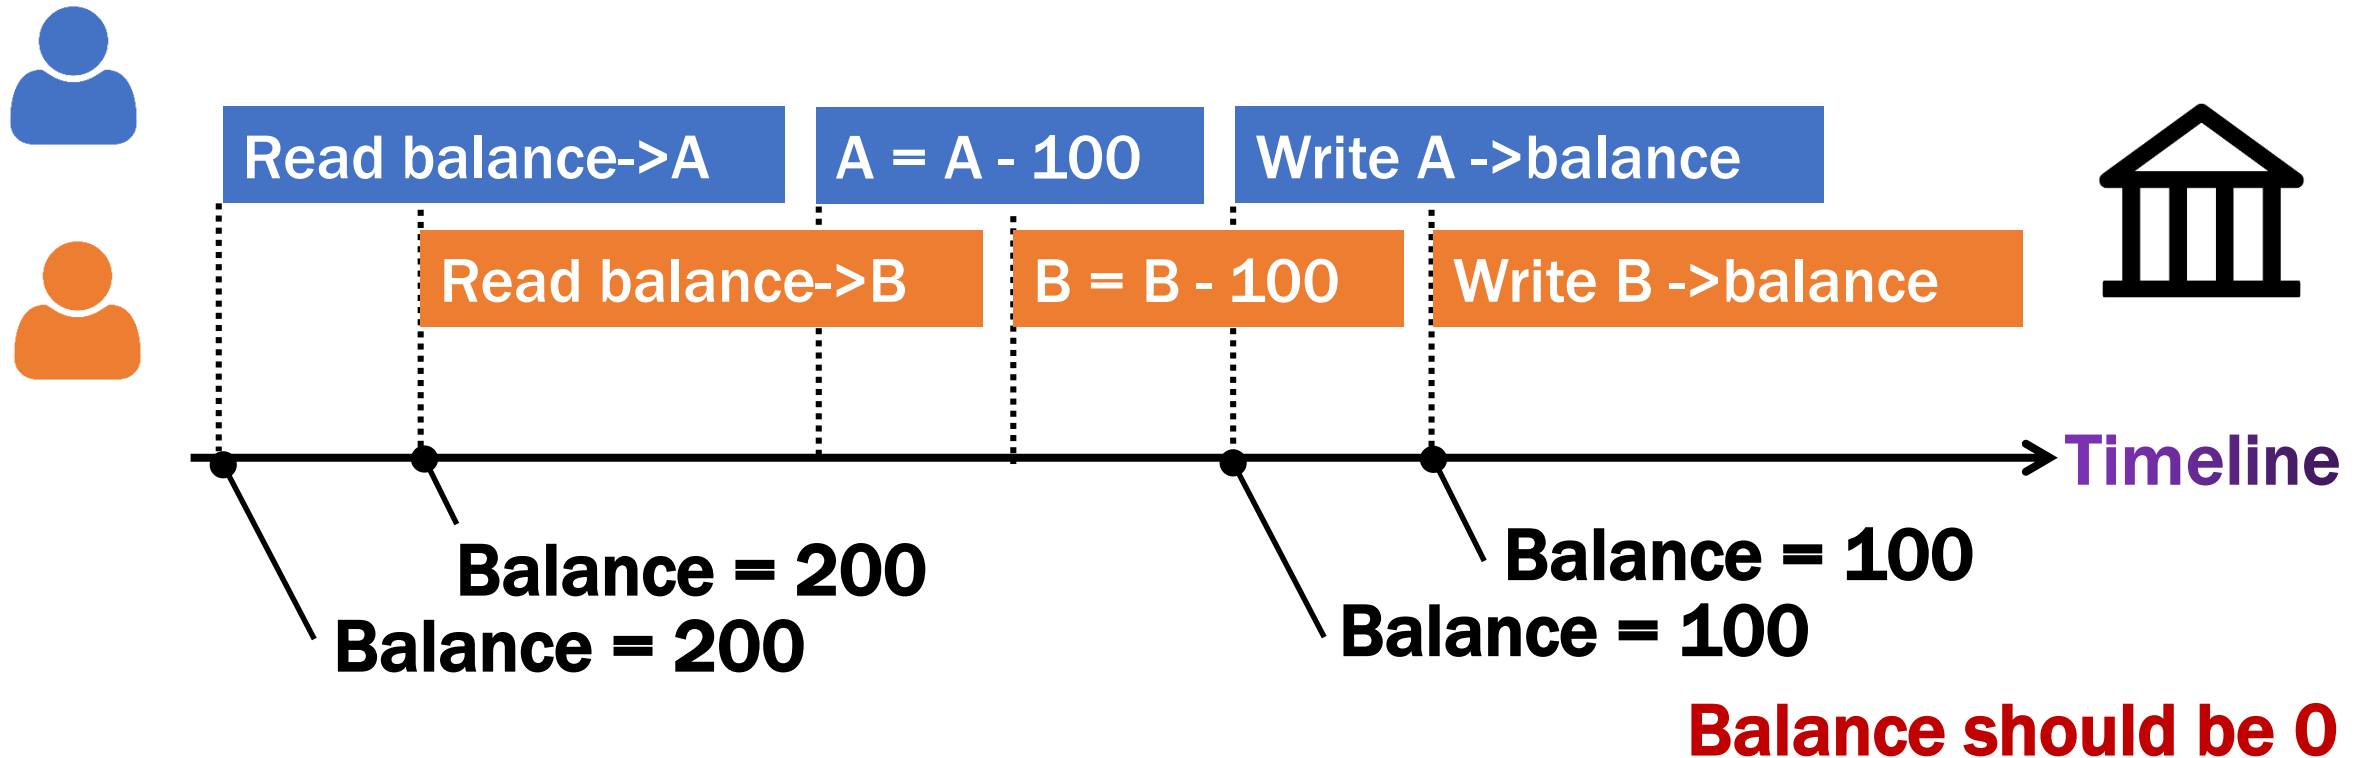 Read balance->A
A = A - 100
Write A ->balance
Read balance->B
B = B - 100
Write B ->balance
Timeline
Balance = 200
Balance = 200
Balance = 100
Balance = 100
Balance should be 0